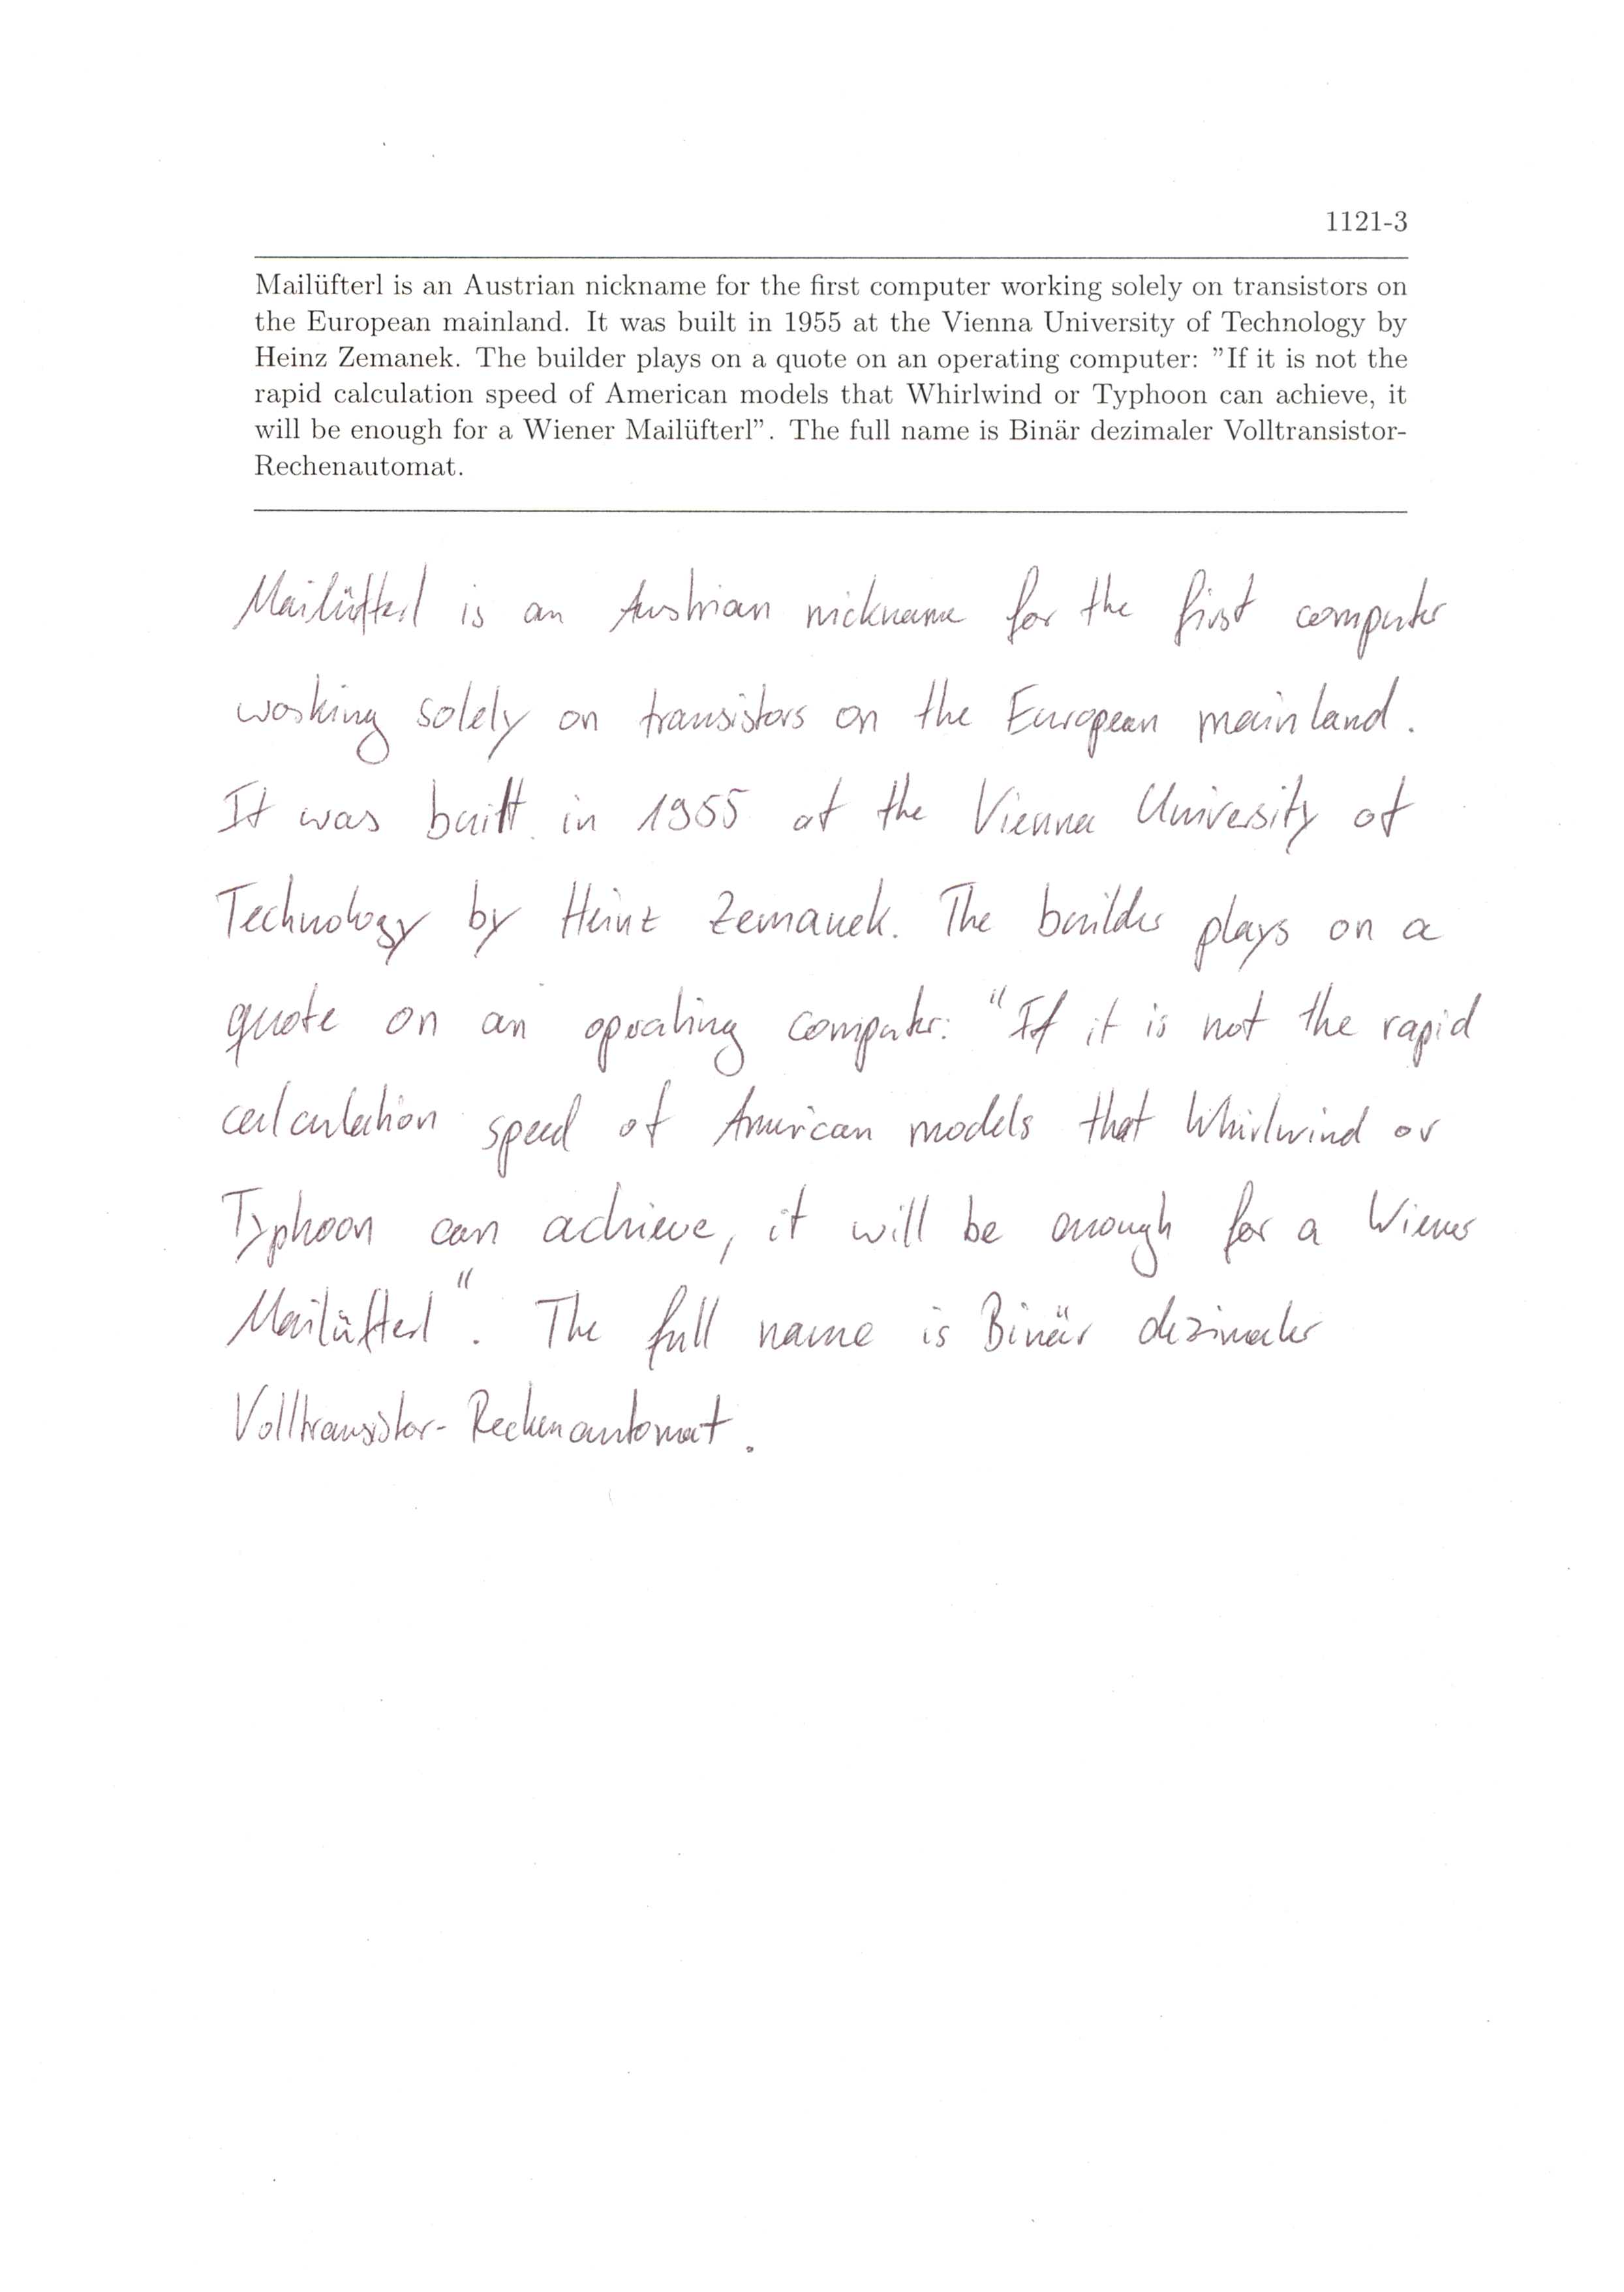 1121-3
Mailüfterl is an Austrian nickname for the first computer working solely on transistors on
the European mainland. It was built in 1955 at the Vienna University of Technology by
Heinz Zemanek. The builder plays on a quote on an operating computer: ”If it is not the
rapid calculation speed of American models that Whirlwind or Typhoon can achieve, it
will be enough for a Wiener Mailüfterl”. The full name is Binär dezimaler Volltransistor-
Rechenautomat.
Mailüfterl is an Austrian nickname for the first computer
working solely on transistors on the European mainland.
It was built in 1955 at the Vienna University of
Technology by Heinz Zemanek. The builder plays on a
quote on an operating computer: "If it is not the rapid
calculation speed of American models that Whirlwind or
Typhoon can achieve, it will be enough for a Wiener
Mailüfterl". The full name is Binär dezimaler
Volltransistor-Rechenautomat.